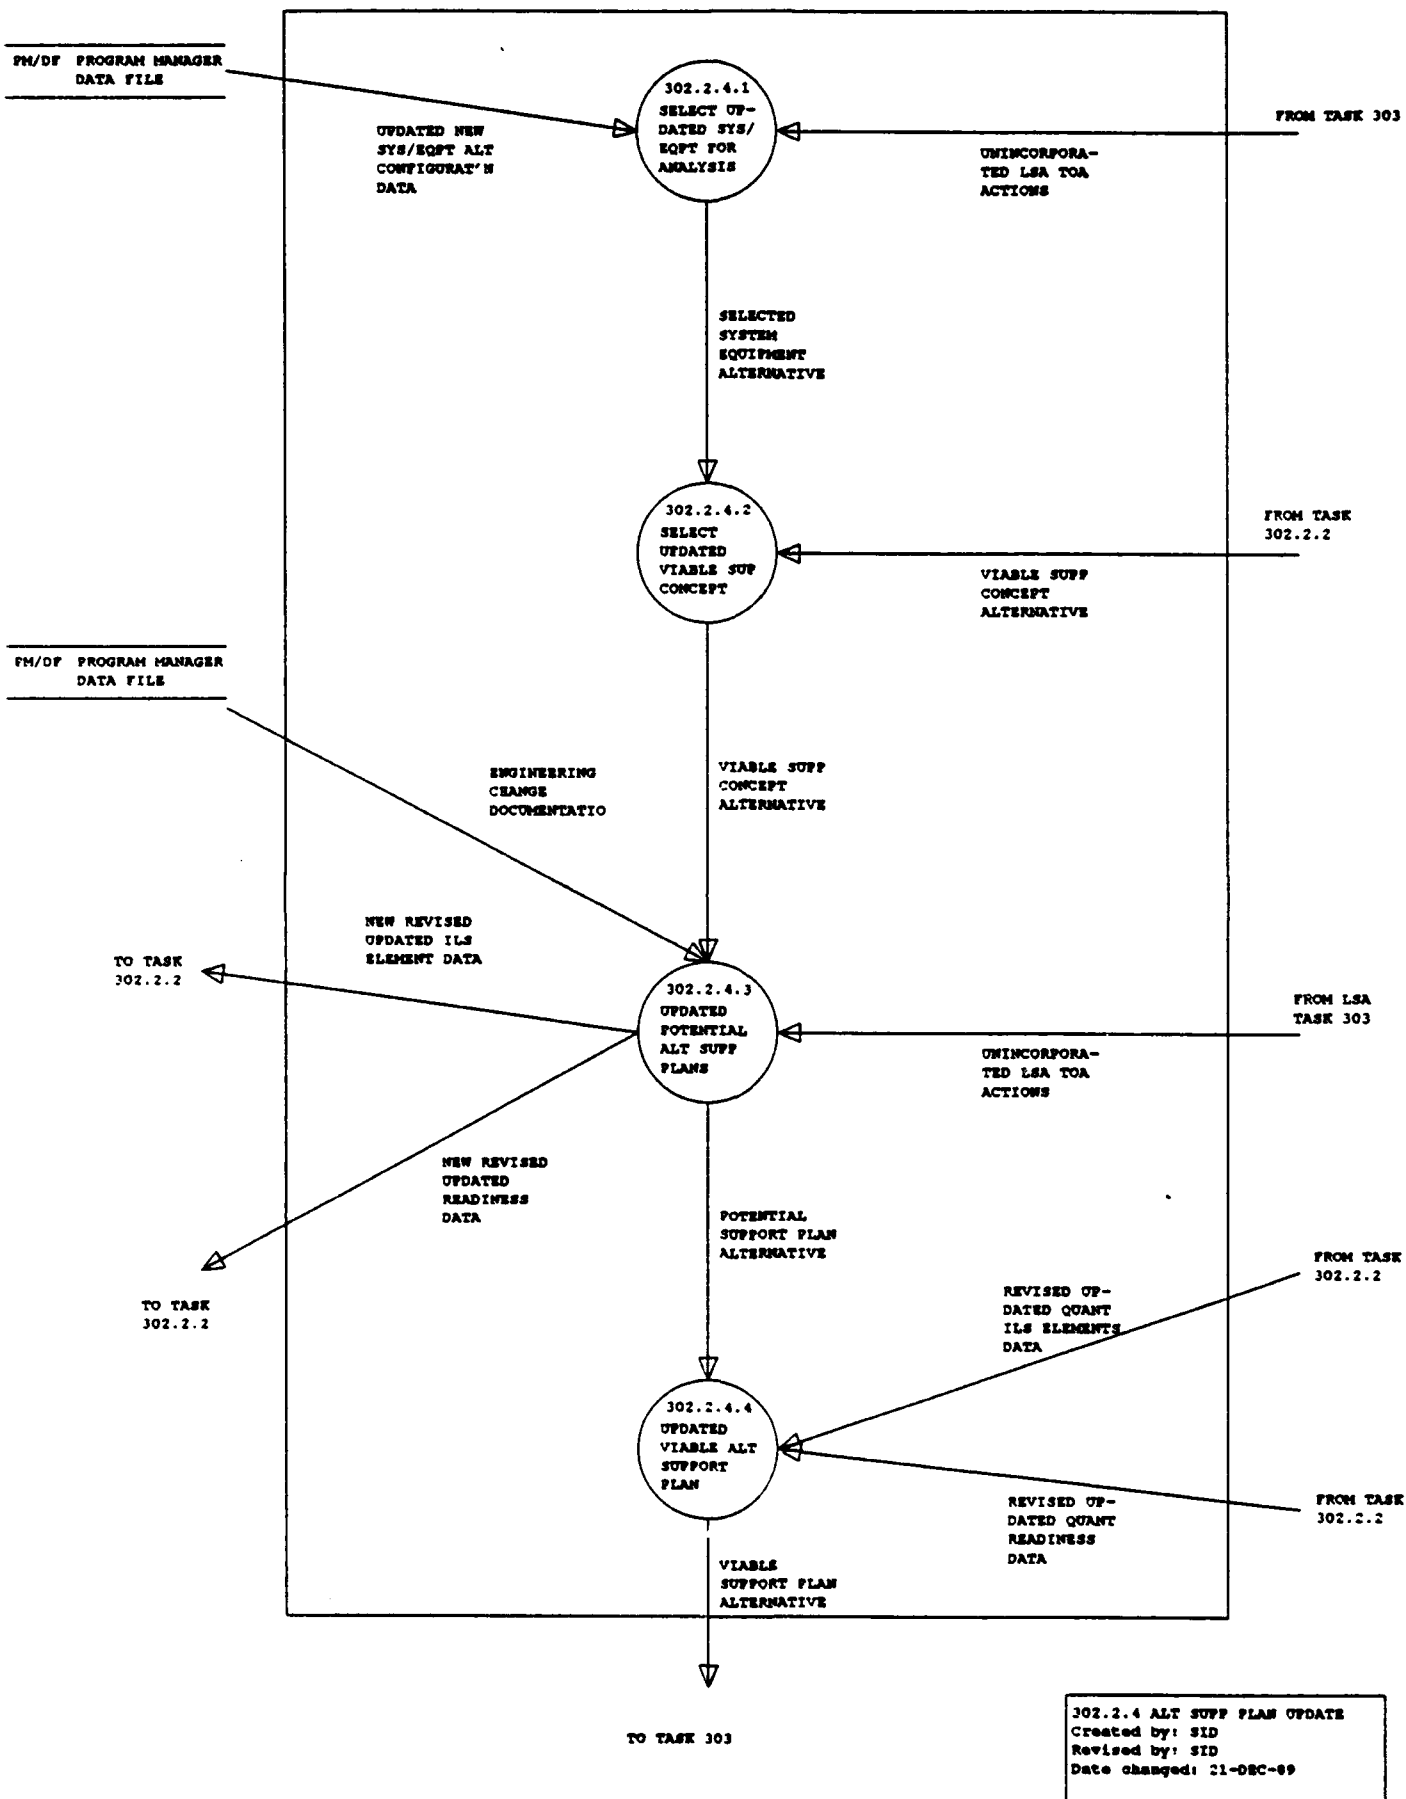 PM/DF PROGRAM MANAGER
DATA FILE
302.2.4.1
SELECT UP-
DATED SYS/
EQPT FOR
ANALYSIS
FROM TASK 303
UPDATED NEW
SYS/EQPT ALT
CONFIGURAT'N
DATA
UNINCORPORA-
TED LSA TOA
ACTIONS
SELECTED
SYSTEM
EQUIPMENT
ALTERNATIVE
302.2.4.2
SELECT
UPDATED
VIABLE SUP
CONCEPT
FROM TASK
302.2.2
VIABLE SUPP
CONCEPT
ALTERNATIVE
PM/DF PROGRAM MANAGER
DATA FILE
ENGINEERING
CHANGE
DOCUMENTATIO
VIABLE SUPP
CONCEPT
ALTERNATIVE
NEW REVISED
UPDATED ILS
ELEMENT DATA
TO TASK
302.2.2
302.2.4.3
UPDATED
POTENTIAL
ALT SUPP
PLANS
FROM LSA
TASK 303
UNINCORPORA-
TED LSA TOA
ACTIONS
NEW REVISED
UPDATED
READINESS
DATA
TO TASK
302.2.2
POTENTIAL
SUPPORT PLAN
ALTERNATIVE
FROM TASK
302.2.2
REVISED UP-
DATED QUANT
ILS ELEMENTS
DATA
302.2.4.4
UPDATED
VIABLE ALT
SUPPORT
PLAN
REVISED UP-
DATED QUANT
READINESS
DATA
FROM TASK
302.2.2
VIABLE
SUPPORT PLAN
ALTERNATIVE
TO TASK 303
302.2.4 ALT SUPP PLAN UPDATE
Created by: SID
Revised by: SID
Date changed: 21-DEC-89